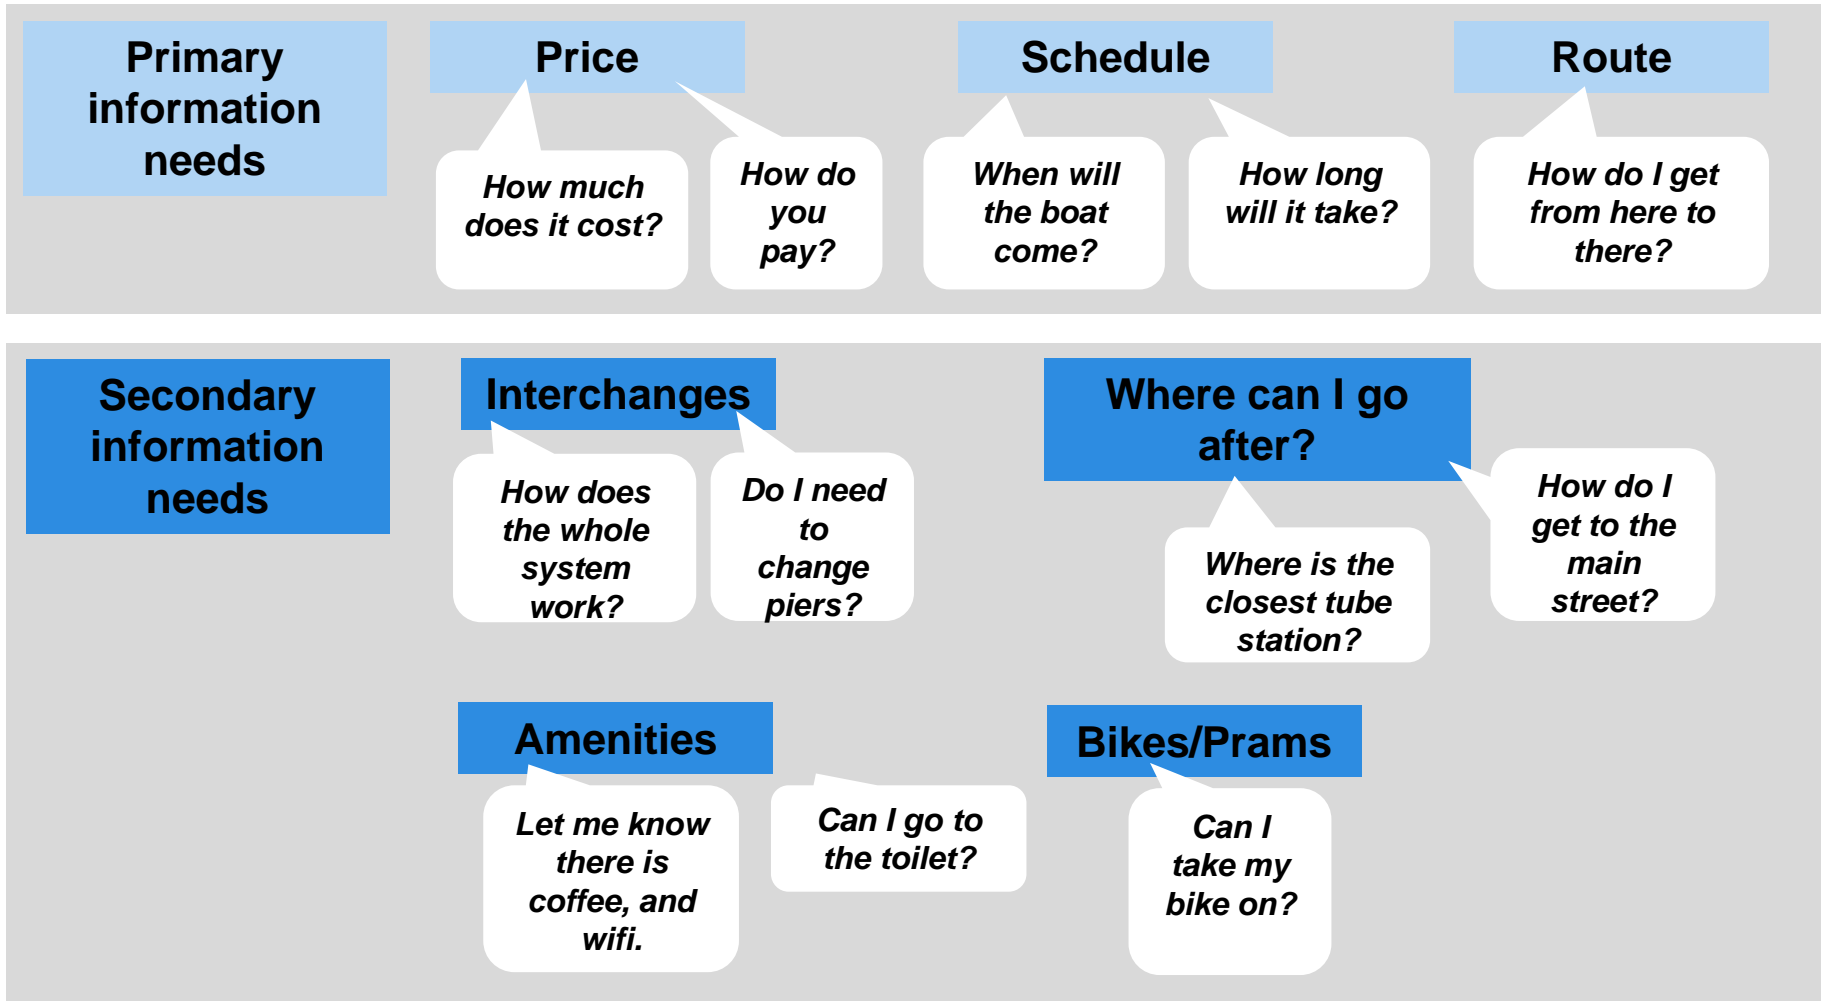 Primary
information
needs
Price
Schedule
Route
How much
does it cost?
How do
you
pay?
When will
the boat
come?
How long
will it take?
How do I get
from here to
there?
Secondary
information
needs
Interchanges
Where can I go
after?
How does
the whole
system
work?
Do I need
to
change
piers?
Where is the
closest tube
station?
How do I
get to the
main
street?
Amenities
Bikes/Prams
Let me know
there is
coffee, and
wifi.
Can I go to
the toilet?
Can I
take my
bike on?